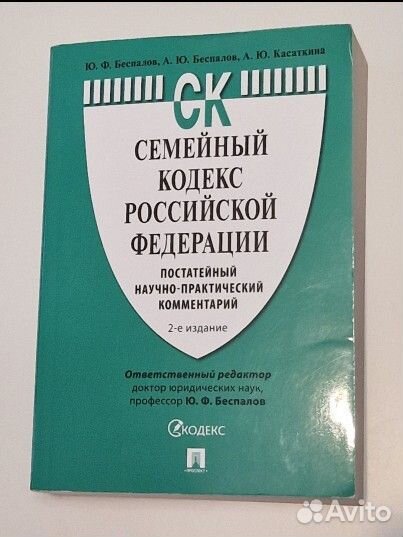 Ю. Ф. Беспалов, А. Ю. Беспалов, А. Ю. Касаткина
СК
СЕМЕЙНЫЙ
КОДЕКС
РОССИЙСКОЙ
ФЕДЕРАЦИИ
ПОСТАТЕЙНЫЙ
НАУЧНО-ПРАКТИЧЕСКИЙ
КОММЕНТАРИЙ
2-е издание
Ответственный редактор
доктор юридических наук,
профессор Ю. Ф. Беспалов
КОДЕКС
•ПРОСПЕКТ•
Avito